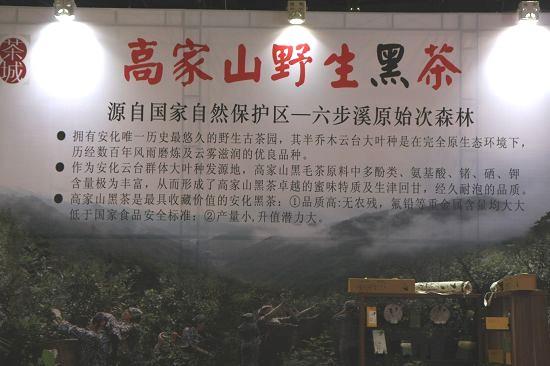 茶城
高家山野生黑茶
源自国家自然保护区—六步溪原始次森林
● 拥有安化唯一历史最悠久的野生古茶园，其半乔木云台大叶种是在完全原生态环境下，
历经数百年风雨磨炼及云雾滋润的优良品种。
● 作为安化云台群体大叶种发源地，高家山黑毛茶原料中多酚类、氨基酸、锗、硒、钾
含量极为丰富，从而形成了高家山黑茶卓越的蜜味特质及生津回甘，经久耐泡的品质。
● 高家山黑茶是最具收藏价值的安化黑茶：①品质高:无农残，氟铅等重金属含量均大大
低于国家食品安全标准；②产量小,升值潜力大。